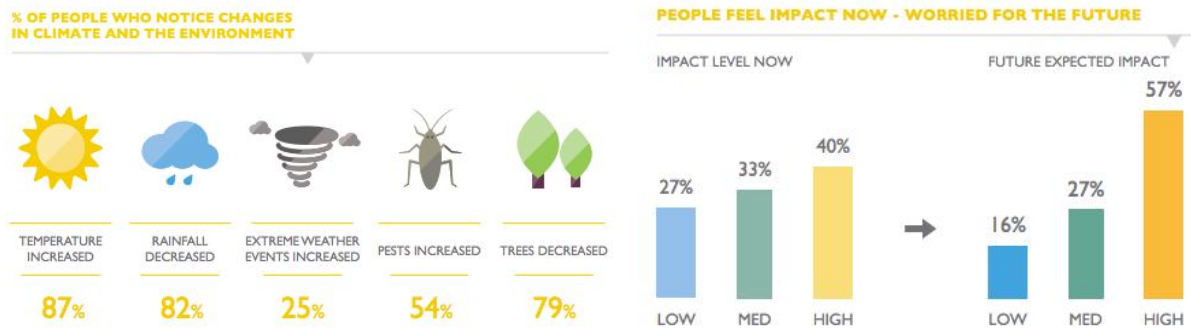 % OF PEOPLE WHO NOTICE CHANGES
IN CLIMATE AND THE ENVIRONMENT
TEMPERATURE
INCREASED
87%
RAINFALL
DECREASED
82%
EXTREME WEATHER
EVENTS INCREASED
25%
PESTS INCREASED
54%
TREES DECREASED
79%
PEOPLE FEEL IMPACT NOW - WORRIED FOR THE FUTURE
IMPACT LEVEL NOW
27%
33%
40%
LOW MED HIGH
FUTURE EXPECTED IMPACT
16%
27%
57%
LOW MED HIGH